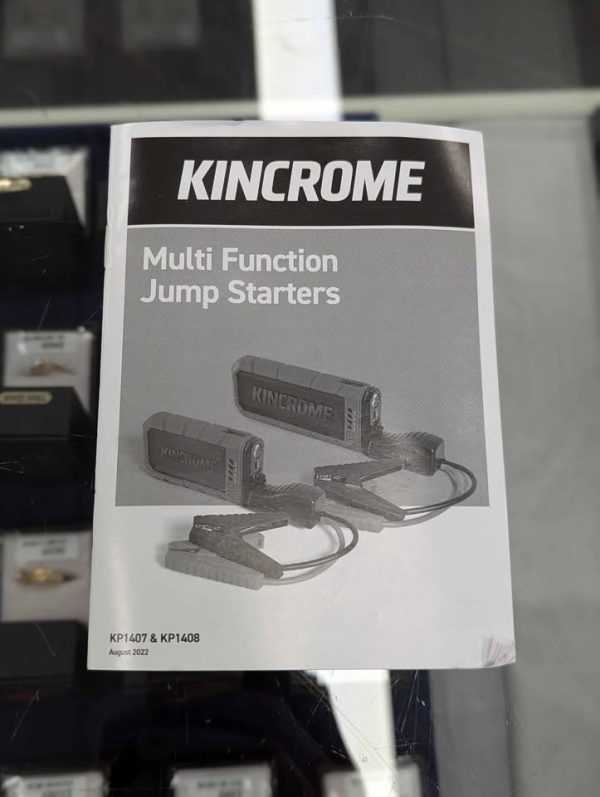 KINCROME
Multi Function
Jump Starters
KINCROME
KINCROME
KP1407 & KP1408
August 2022